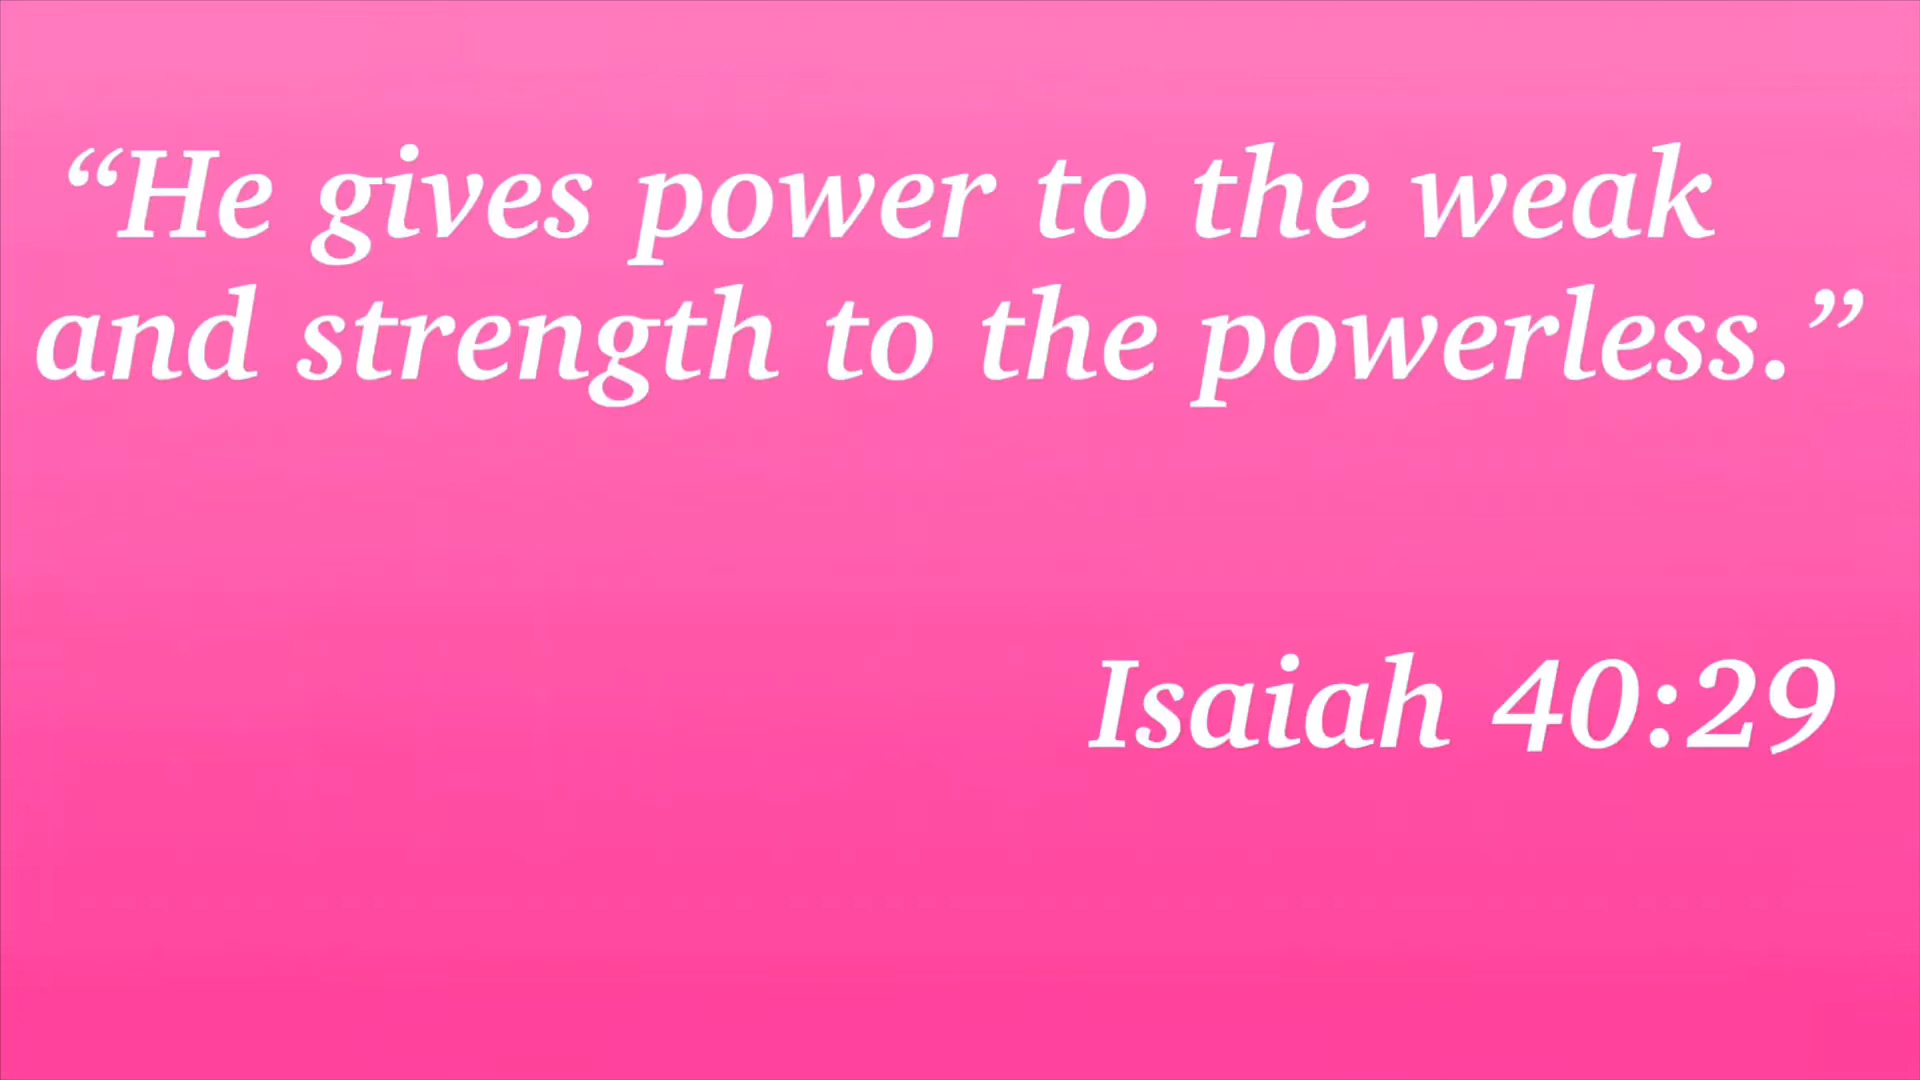 “He gives power to the weak
and strength to the powerless.”
Isaiah 40:29